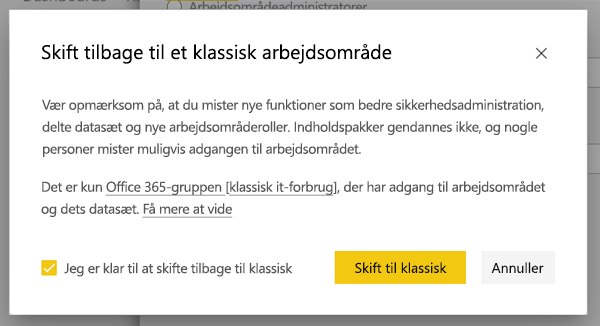 Arbejdsområdeadministratorer
Skift tilbage til et klassisk arbejdsområde
Vær opmærksom på, at du mister nye funktioner som bedre sikkerhedsadministration,
delte datasæt og nye arbejdsområderoller. Indholdspakker gendannes ikke, og nogle
personer mister muligvis adgangen til arbejdsområdet.
Det er kun Office 365-gruppen [klassisk it-forbrug], der har adgang til arbejdsområdet
og dets datasæt. Få mere at vide
Jeg er klar til at skifte tilbage til klassisk
Skift til klassisk
Annuller